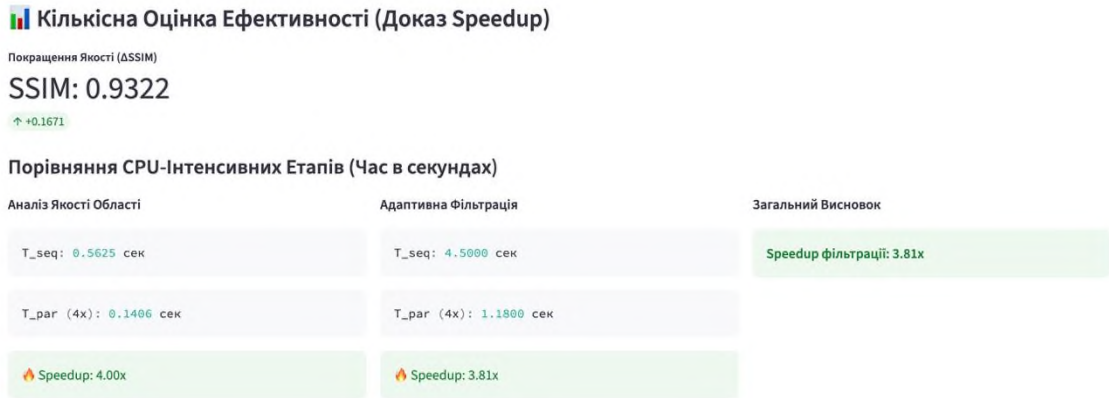 📊 Кількісна Оцінка Ефективності (Доказ Speedup)
Покращення Якості (ΔSSIM)
SSIM: 0.9322
↑ +0.1671
Порівняння CPU-Інтенсивних Етапів (Час в секундах)
Аналіз Якості Області
T_seq: 0.5625 сек
T_par (4x): 0.1406 сек
🔥 Speedup: 4.00x
Адаптивна Фільтрація
T_seq: 4.5000 сек
T_par (4x): 1.1800 сек
🔥 Speedup: 3.81x
Загальний Висновок
Speedup фільтрації: 3.81x